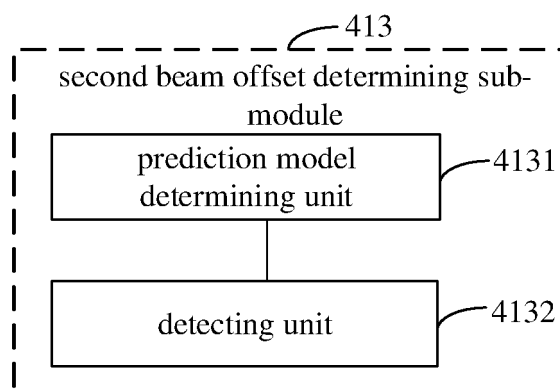 413
second beam offset determining sub-
module
prediction model
determining unit
4131
detecting unit
4132